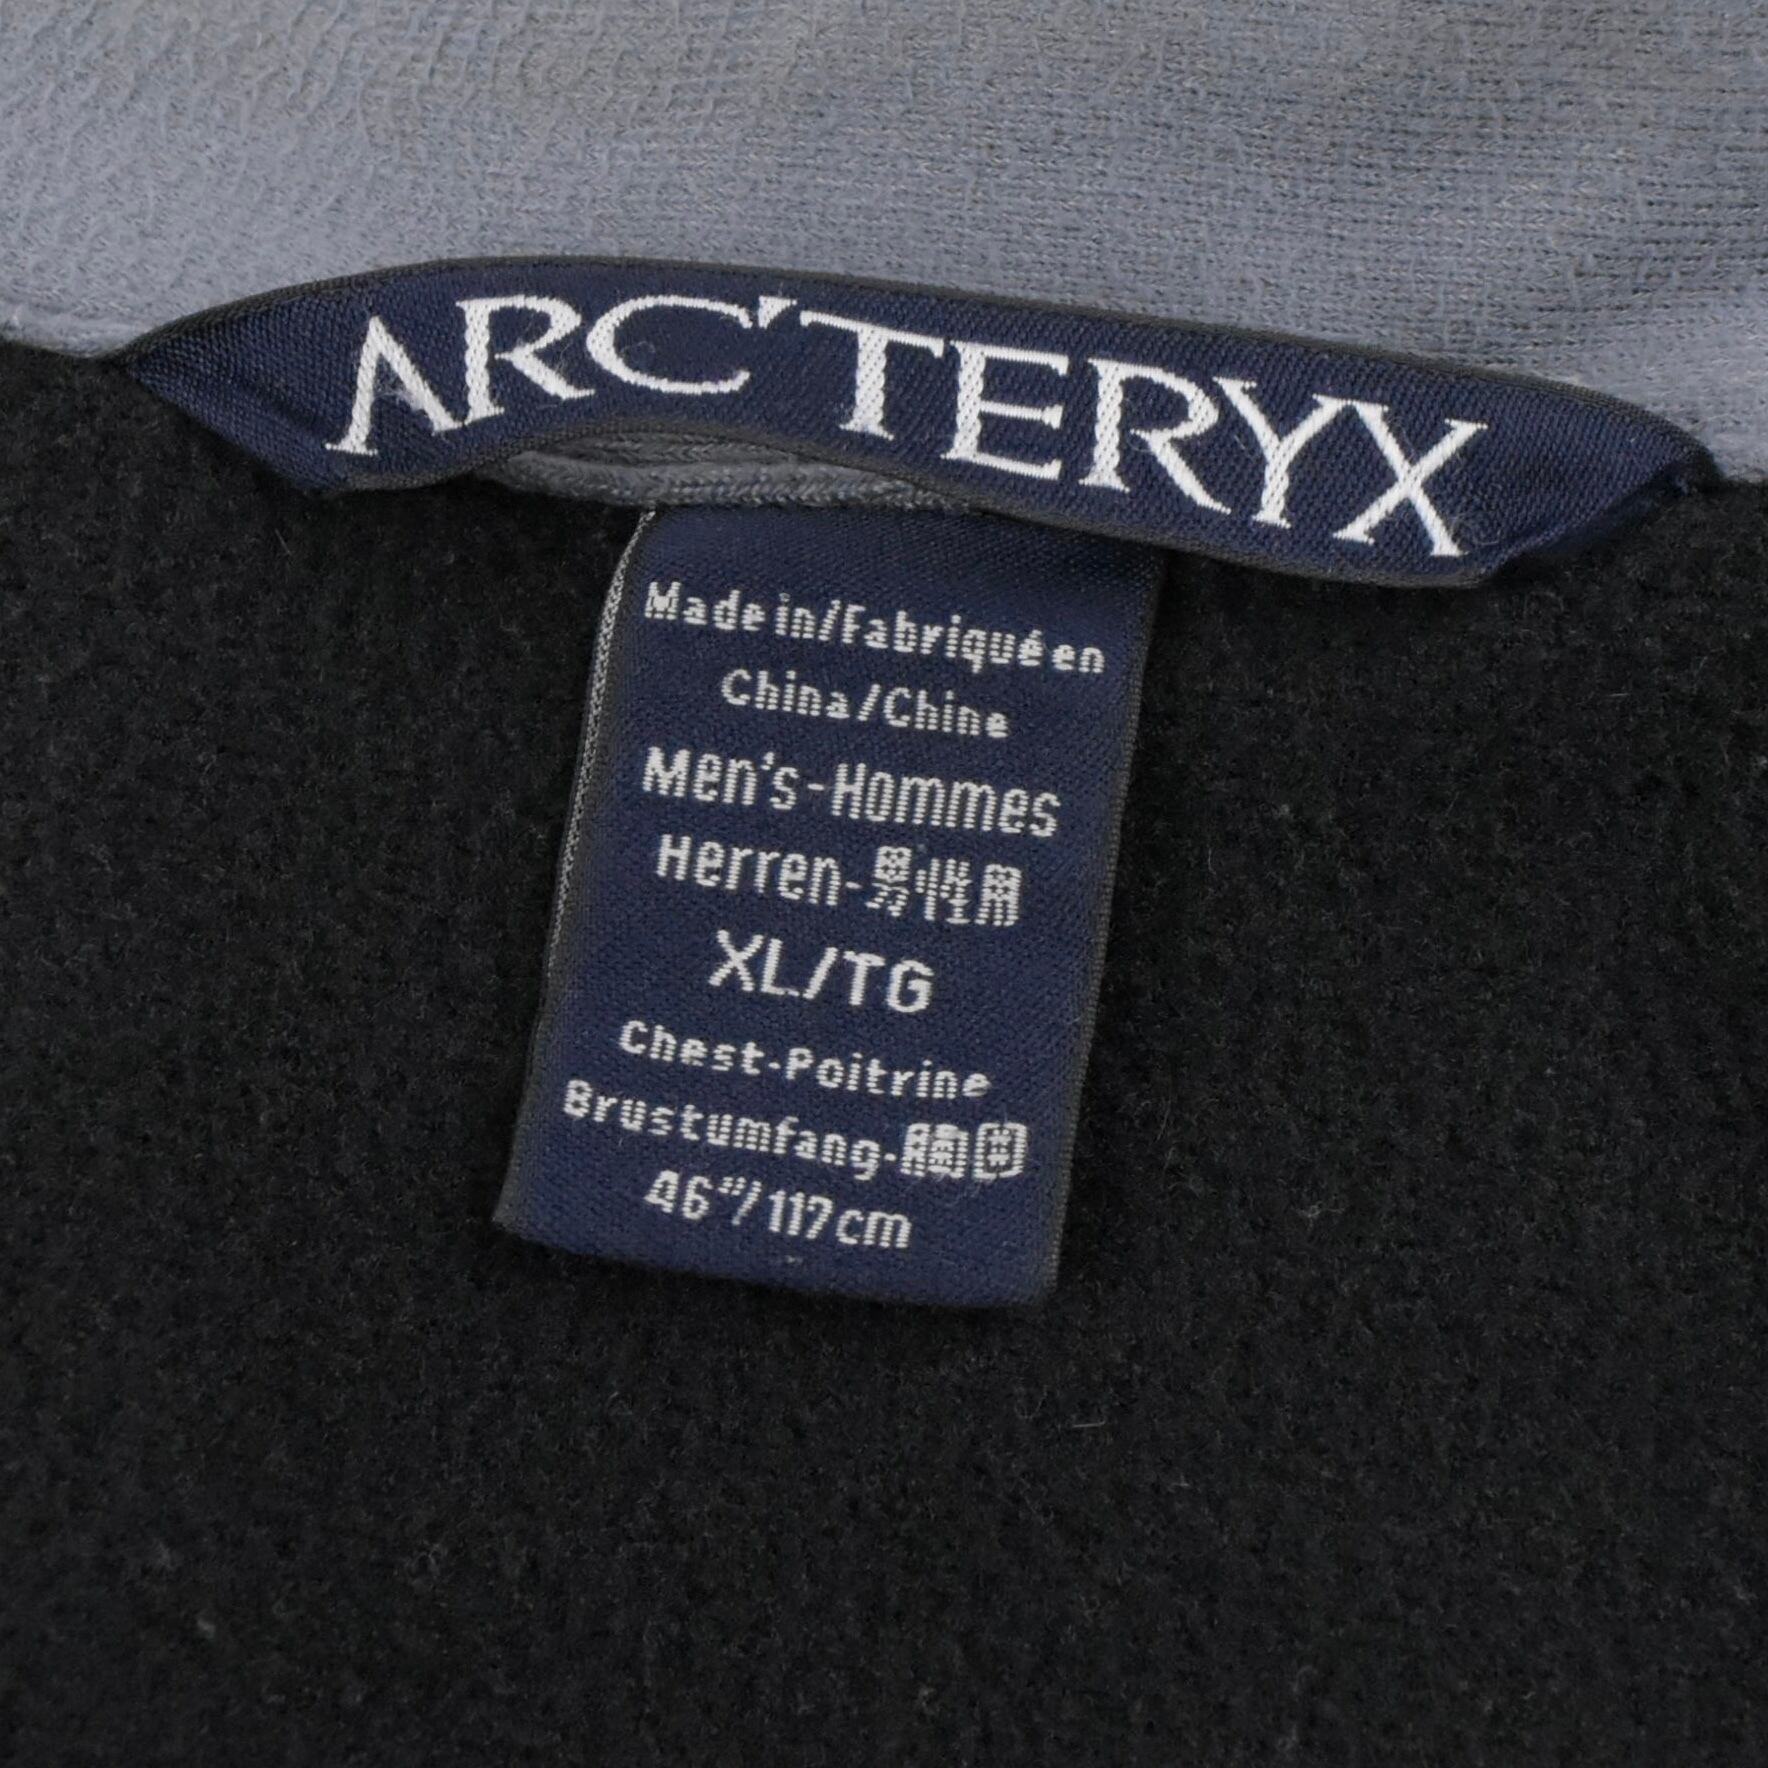 ARC'TERYX
Made in/Fabriqué en
China/Chine
Men's-Hommes
Herren-男性用
XL/TG
Chest-Poitrine
Brustumfang-胸囲
46"/117cm